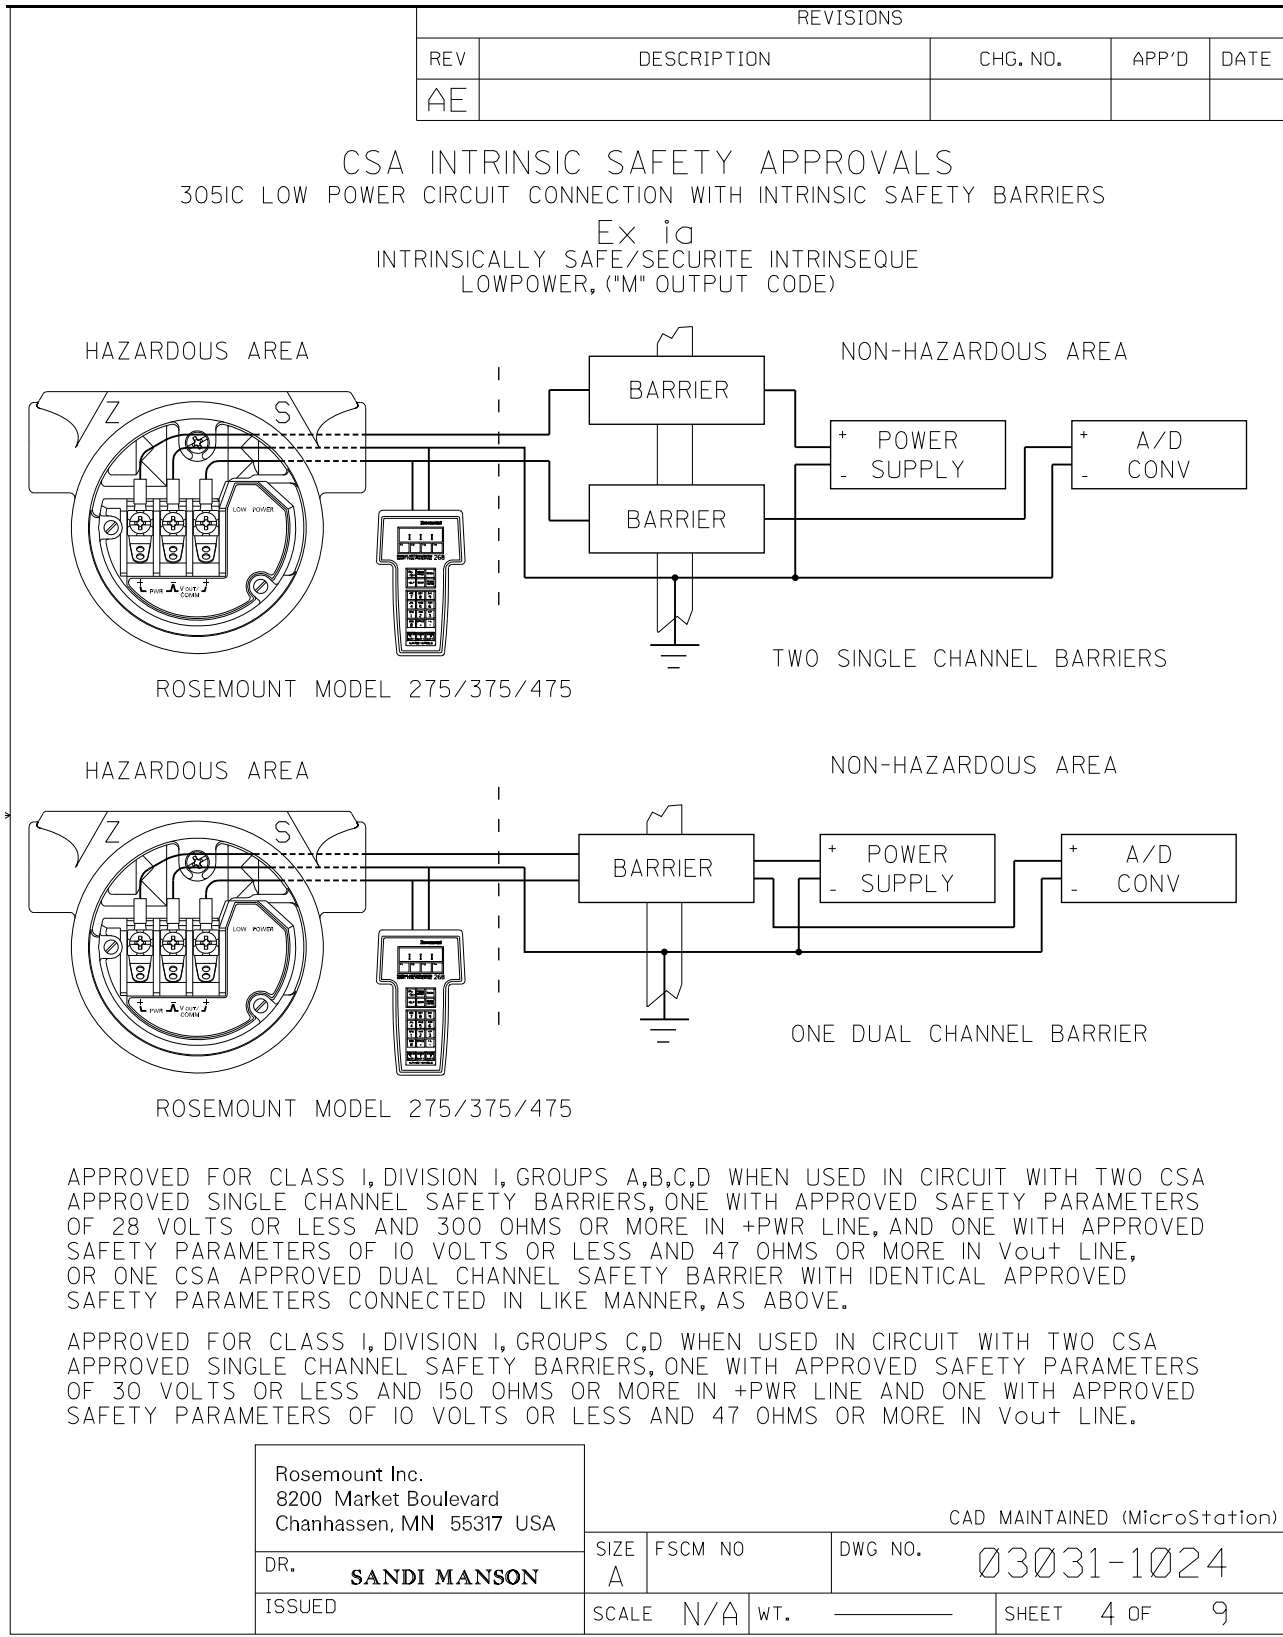 REVISIONS
REV DESCRIPTION CHG. NO. APP'D DATE
AE
CSA INTRINSIC SAFETY APPROVALS
3051C LOW POWER CIRCUIT CONNECTION WITH INTRINSIC SAFETY BARRIERS
Ex ia
INTRINSICALLY SAFE/SECURITE INTRINSEQUE
LOWPOWER, ("M" OUTPUT CODE)
HAZARDOUS AREA
NON-HAZARDOUS AREA
BARRIER
Z S
+ POWER
- SUPPLY
+ A/D
- CONV
LOW POWER
BARRIER
268
+ - +
PWR V OUT/
COMM
TWO SINGLE CHANNEL BARRIERS
ROSEMOUNT MODEL 275/375/475
HAZARDOUS AREA
NON-HAZARDOUS AREA
Z S
BARRIER
+ POWER
- SUPPLY
+ A/D
- CONV
LOW POWER
268
+ - +
PWR V OUT/
COMM
ONE DUAL CHANNEL BARRIER
ROSEMOUNT MODEL 275/375/475
APPROVED FOR CLASS I, DIVISION I, GROUPS A,B,C,D WHEN USED IN CIRCUIT WITH TWO CSA
APPROVED SINGLE CHANNEL SAFETY BARRIERS, ONE WITH APPROVED SAFETY PARAMETERS
OF 28 VOLTS OR LESS AND 300 OHMS OR MORE IN +PWR LINE, AND ONE WITH APPROVED
SAFETY PARAMETERS OF 10 VOLTS OR LESS AND 47 OHMS OR MORE IN Vout LINE,
OR ONE CSA APPROVED DUAL CHANNEL SAFETY BARRIER WITH IDENTICAL APPROVED
SAFETY PARAMETERS CONNECTED IN LIKE MANNER, AS ABOVE.
APPROVED FOR CLASS I, DIVISION I, GROUPS C,D WHEN USED IN CIRCUIT WITH TWO CSA
APPROVED SINGLE CHANNEL SAFETY BARRIERS, ONE WITH APPROVED SAFETY PARAMETERS
OF 30 VOLTS OR LESS AND 150 OHMS OR MORE IN +PWR LINE AND ONE WITH APPROVED
SAFETY PARAMETERS OF 10 VOLTS OR LESS AND 47 OHMS OR MORE IN Vout LINE.
Rosemount Inc.
8200 Market Boulevard
Chanhassen, MN 55317 USA
CAD MAINTAINED (MicroStation)
DR. SANDI MANSON
SIZE A
FSCM NO
DWG NO. 03031-1024
ISSUED
SCALE N/A WT. SHEET 4 OF 9